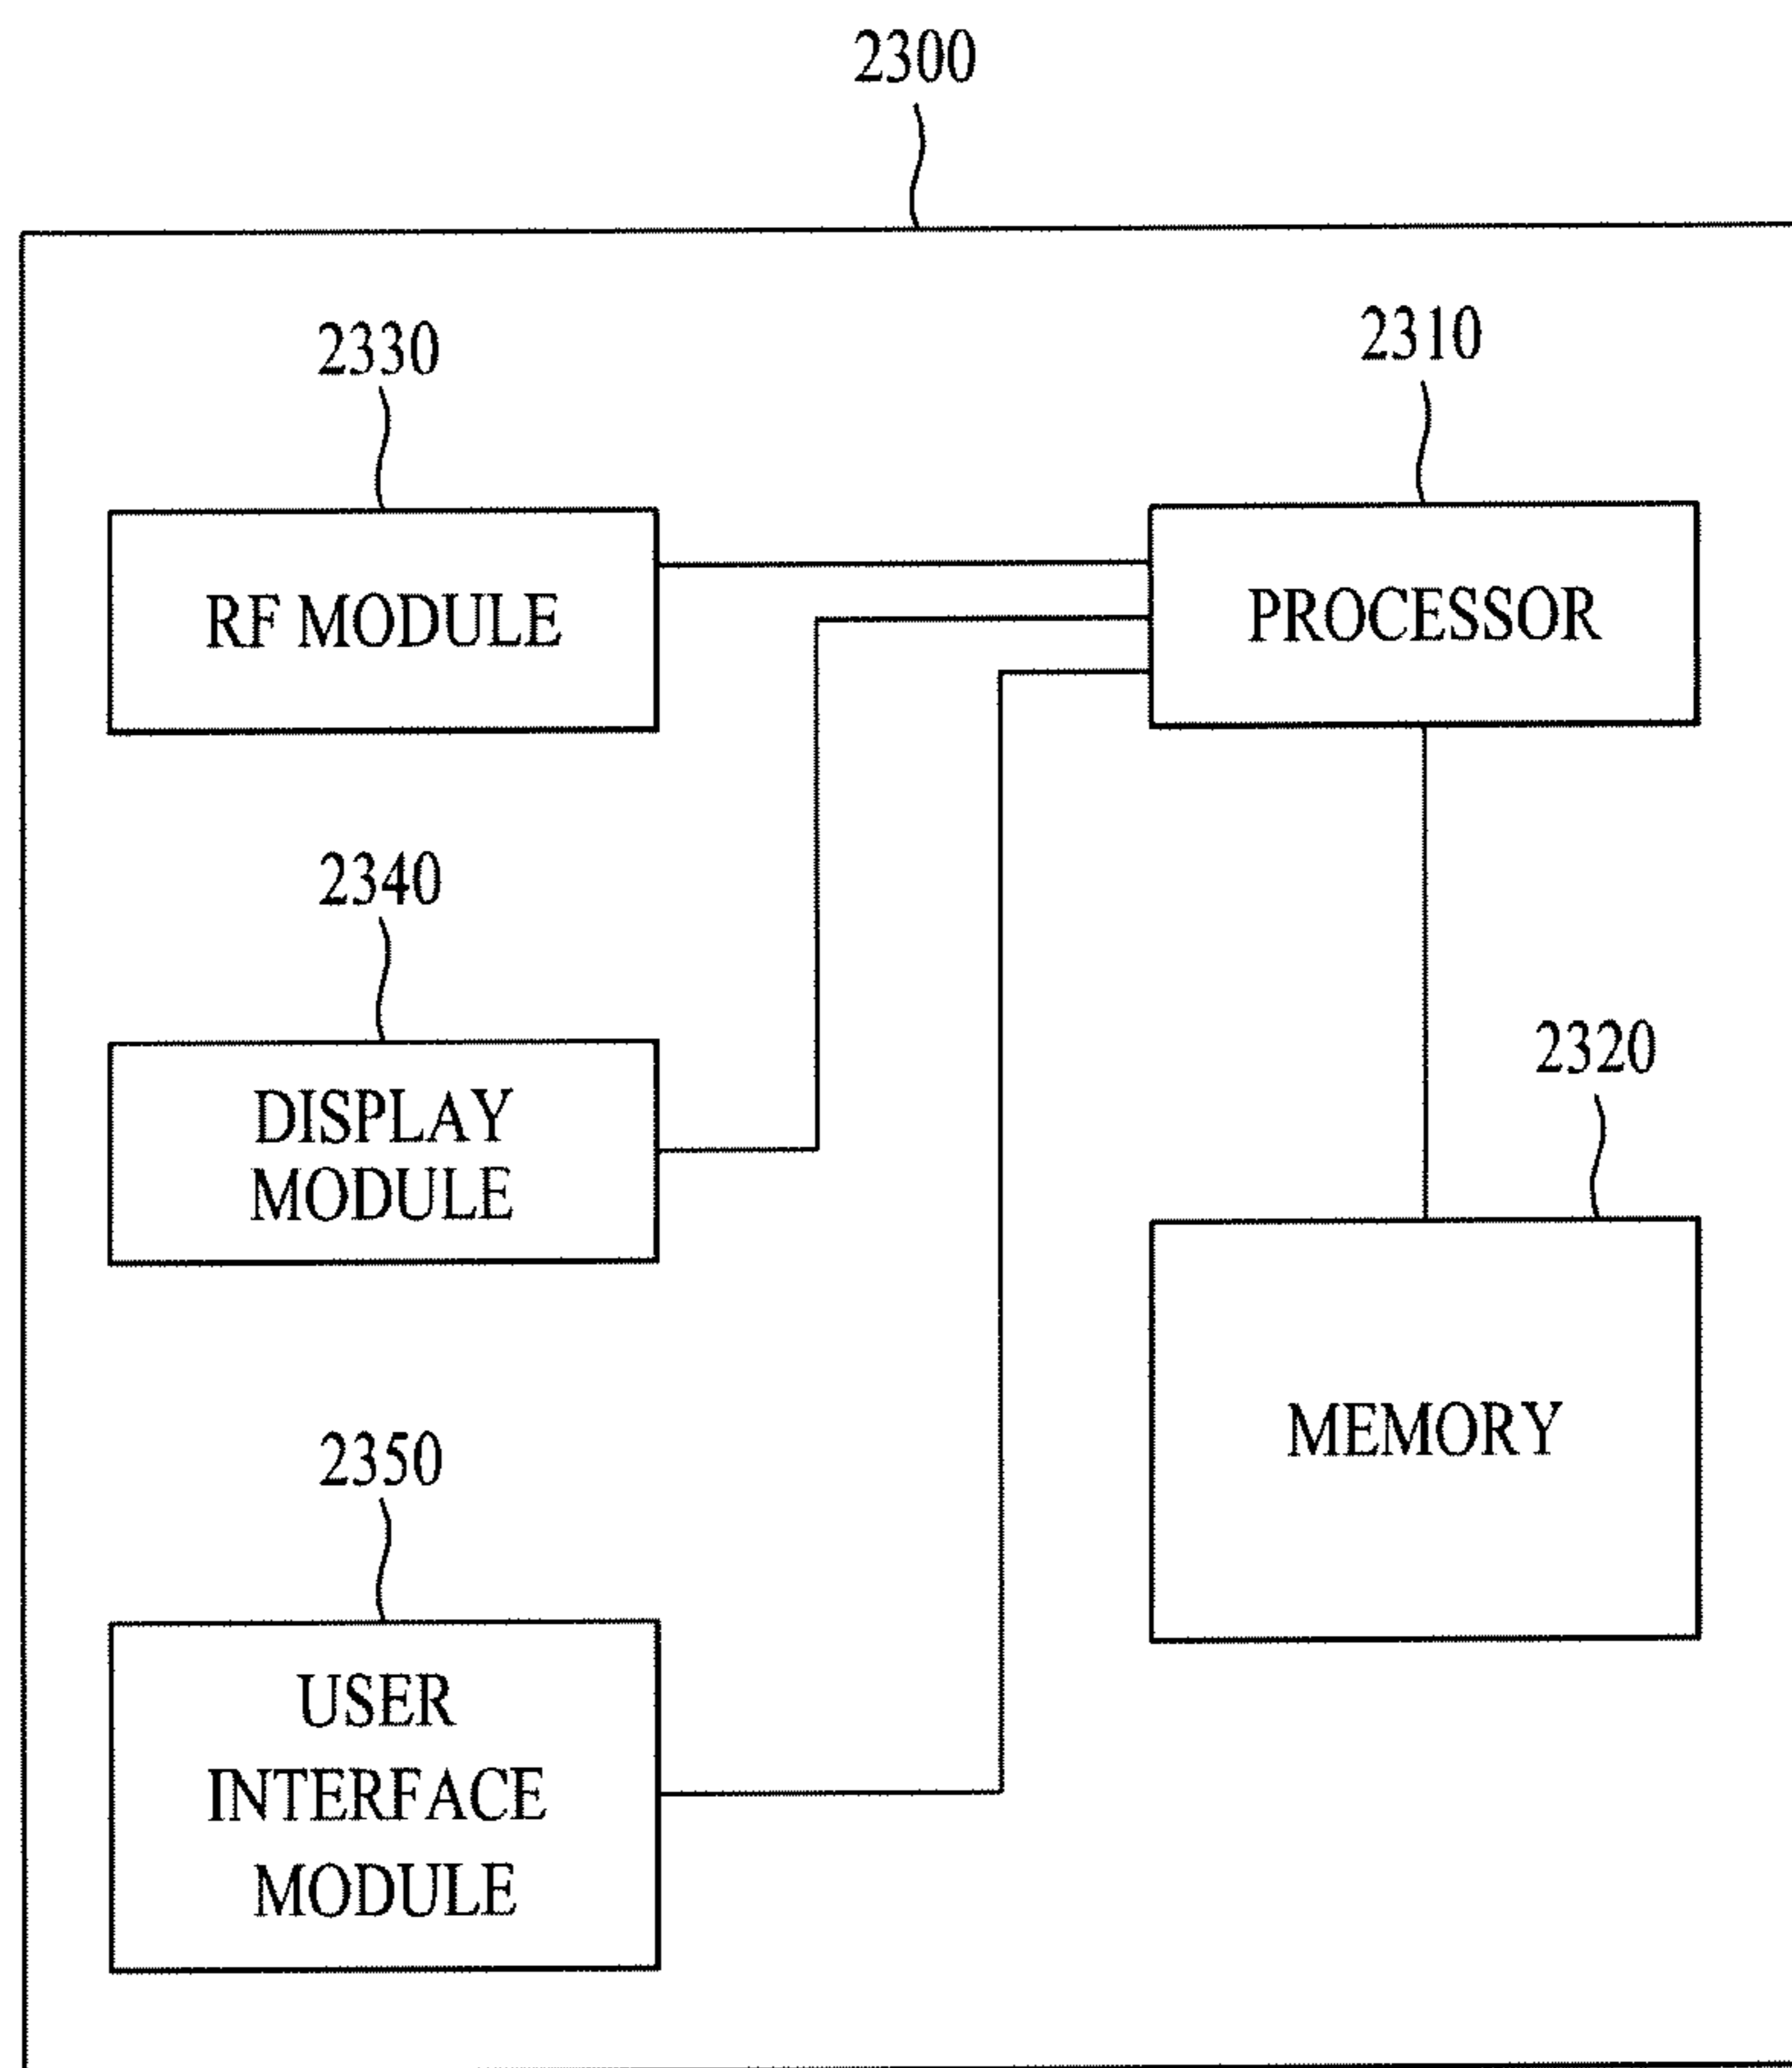 2300
2330
2310
RF MODULE
PROCESSOR
2340
DISPLAY
MODULE
2320
MEMORY
2350
USER
INTERFACE
MODULE